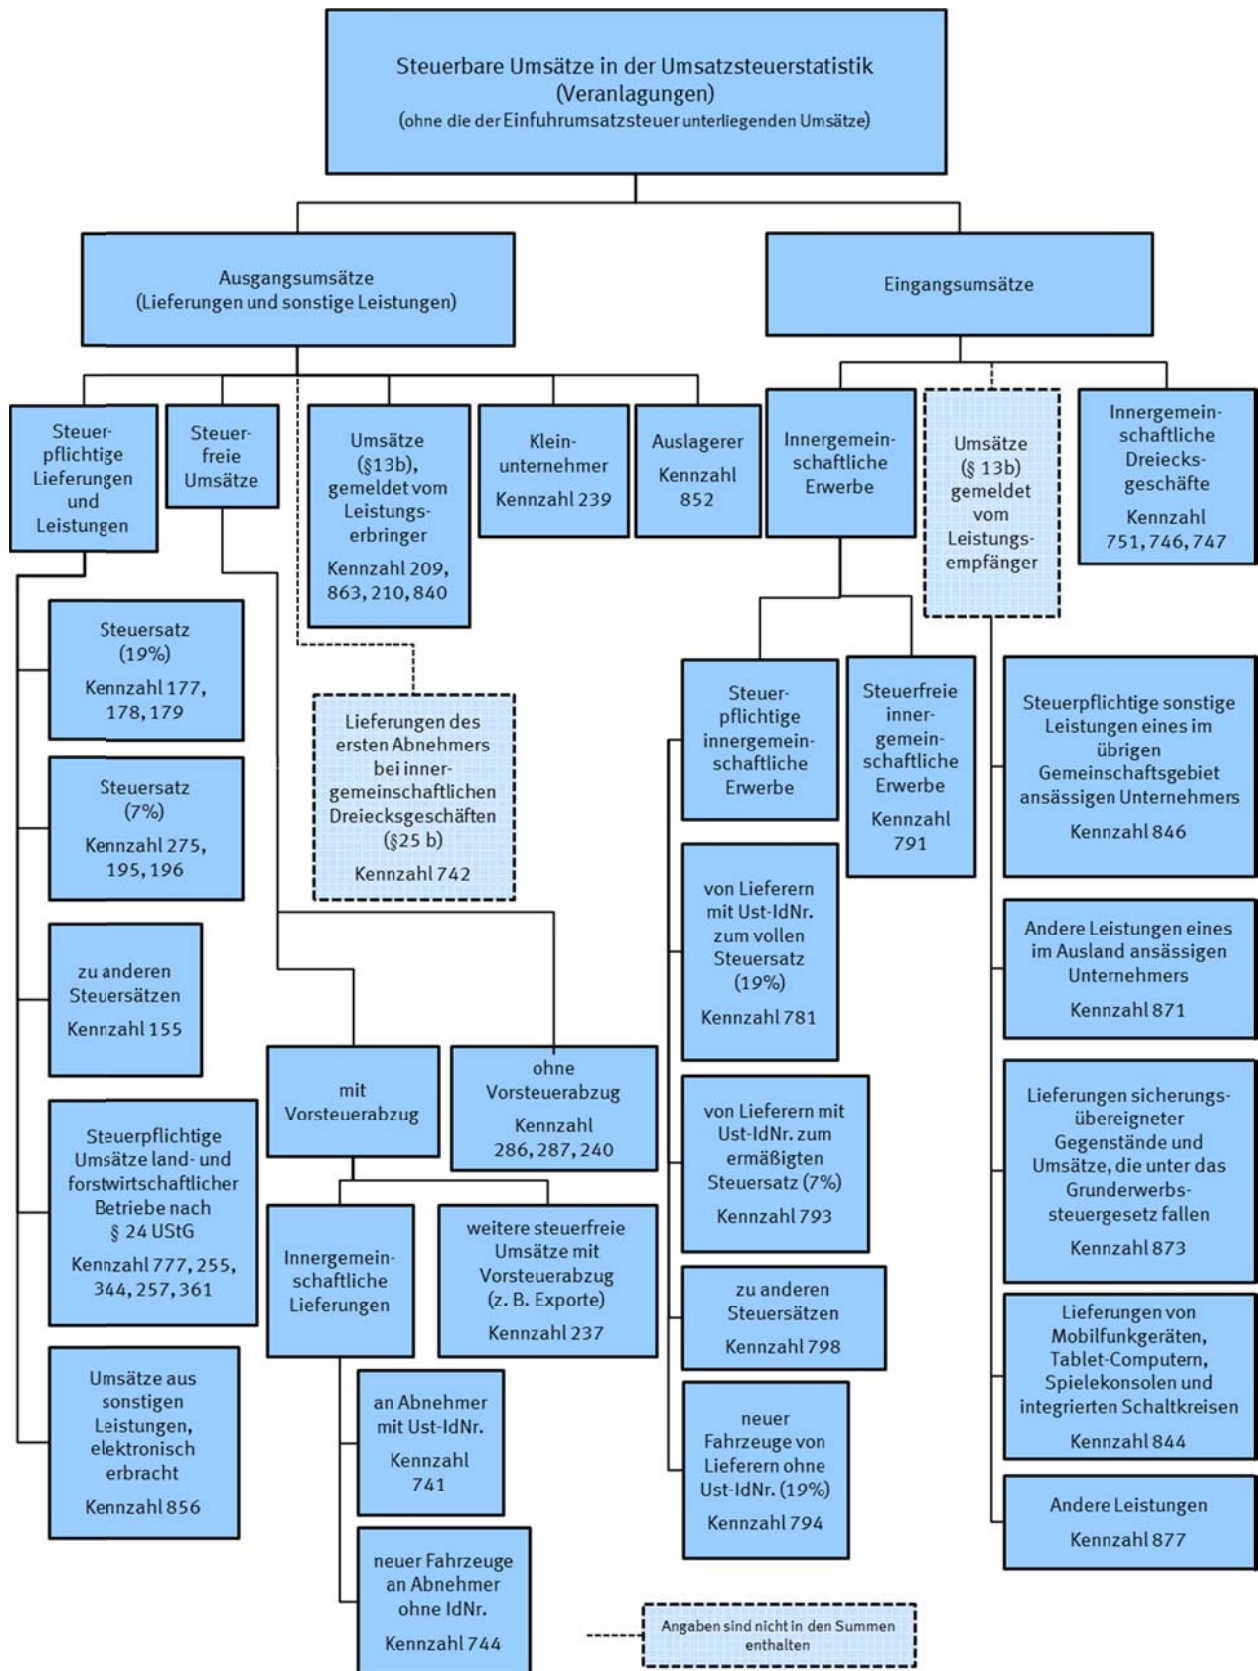 Steuerbare Umsätze in der Umsatzsteuerstatistik
(Veranlagungen)
(ohne die der Einfuhrumsatzsteuer unterliegenden Umsätze)
Ausgangsumsätze
(Lieferungen und sonstige Leistungen)
Eingangsumsätze
Steuer-
pflichtige
Lieferungen
und
Leistungen
Steuer-
freie
Umsätze
Umsätze
(§13b),
gemeldet vom
Leistungs-
erbringer
Kennzahl 209,
863, 210, 840
Klein-
unternehmer
Kennzahl 239
Auslagerer
Kennzahl
852
Innergemein-
schaftliche
Erwerbe
Umsätze
(§ 13b)
gemeldet
vom
Leistungs-
empfänger
Innergemein-
schaftliche
Dreiecks-
geschäfte
Kennzahl
751, 746, 747
Steuersatz
(19%)
Kennzahl 177,
178, 179
Steuersatz
(7%)
Kennzahl 275,
195, 196
zu anderen
Steuersätzen
Kennzahl 155
Steuerpflichtige
Umsätze land- und
forstwirtschaftlicher
Betriebe nach
§ 24 UStG
Kennzahl 777, 255,
344, 257, 361
Umsätze aus
sonstigen
Leistungen,
elektronisch
erbracht
Kennzahl 856
Lieferungen des
ersten Abnehmers
bei inner-
gemeinschaftlichen
Dreiecksgeschäften
(§25 b)
Kennzahl 742
mit
Vorsteuerabzug
ohne
Vorsteuerabzug
Kennzahl
286, 287, 240
Innergemein-
schaftliche
Lieferungen
weitere steuerfreie
Umsätze mit
Vorsteuerabzug
(z. B. Exporte)
Kennzahl 237
an Abnehmer
mit Ust-IdNr.
Kennzahl
741
neuer Fahrzeuge
an Abnehmer
ohne IdNr.
Kennzahl 744
Steuer-
pflichtige
innergemein-
schaftliche
Erwerbe
Steuerfreie
inner-
gemein-
schaftliche
Erwerbe
Kennzahl
791
von Lieferern
mit Ust-IdNr.
zum vollen
Steuersatz
(19%)
Kennzahl 781
von Lieferern mit
Ust-IdNr. zum
ermäßigten
Steuersatz (7%)
Kennzahl 793
zu anderen
Steuersätzen
Kennzahl 798
neuer
Fahrzeuge von
Lieferern ohne
Ust-IdNr. (19%)
Kennzahl 794
Steuerpflichtige sonstige
Leistungen eines im
übrigen
Gemeinschaftsgebiet
ansässigen Unternehmers
Kennzahl 846
Andere Leistungen eines
im Ausland ansässigen
Unternehmers
Kennzahl 871
Lieferungen sicherungs-
übereigneter
Gegenstände und
Umsätze, die unter das
Grunderwerbs-
steuergesetz fallen
Kennzahl 873
Lieferungen von
Mobilfunkgeräten,
Tablet-Computern,
Spielekonsolen und
integrierten Schaltkreisen
Kennzahl 844
Andere Leistungen
Kennzahl 877
Angaben sind nicht in den Summen
enthalten